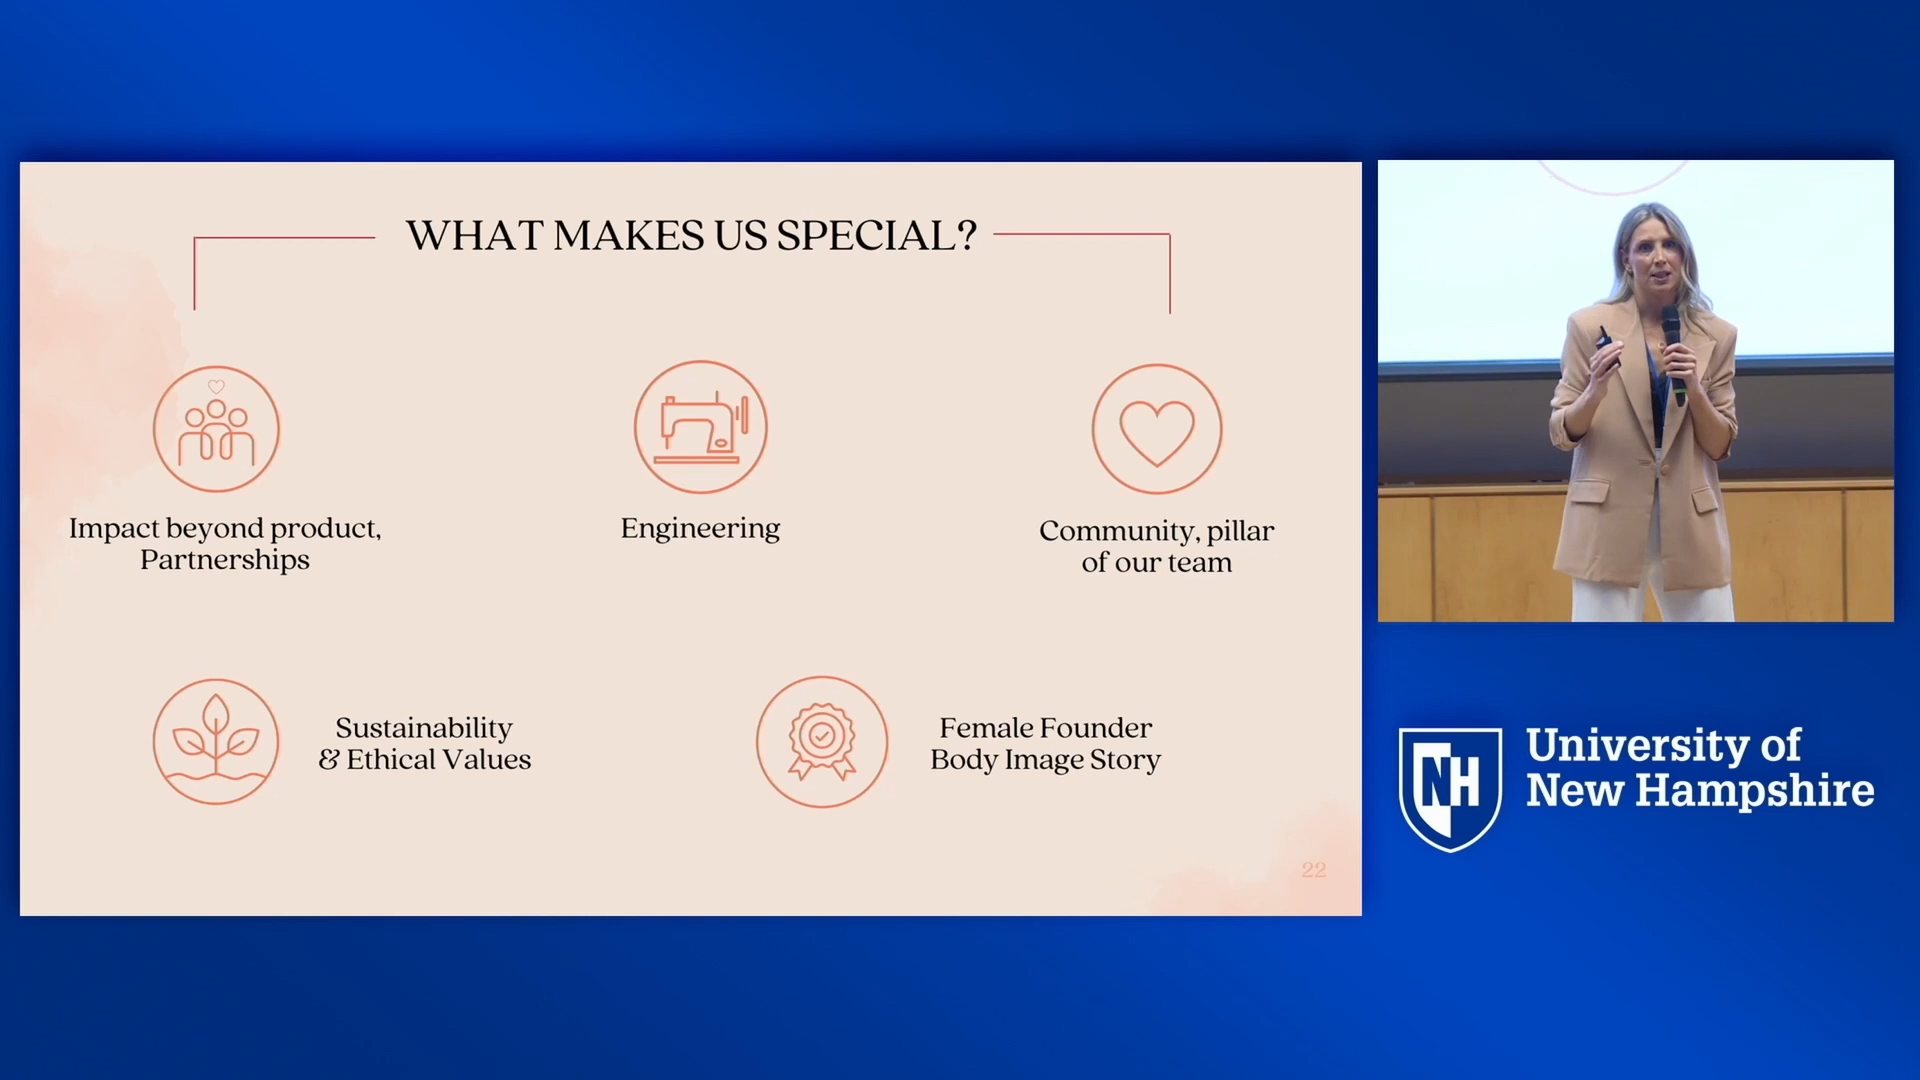 WHAT MAKES US SPECIAL?
Impact beyond product,
Partnerships
Engineering
Community, pillar
of our team
Sustainability
& Ethical Values
Female Founder
Body Image Story
22
NH
University of
New Hampshire